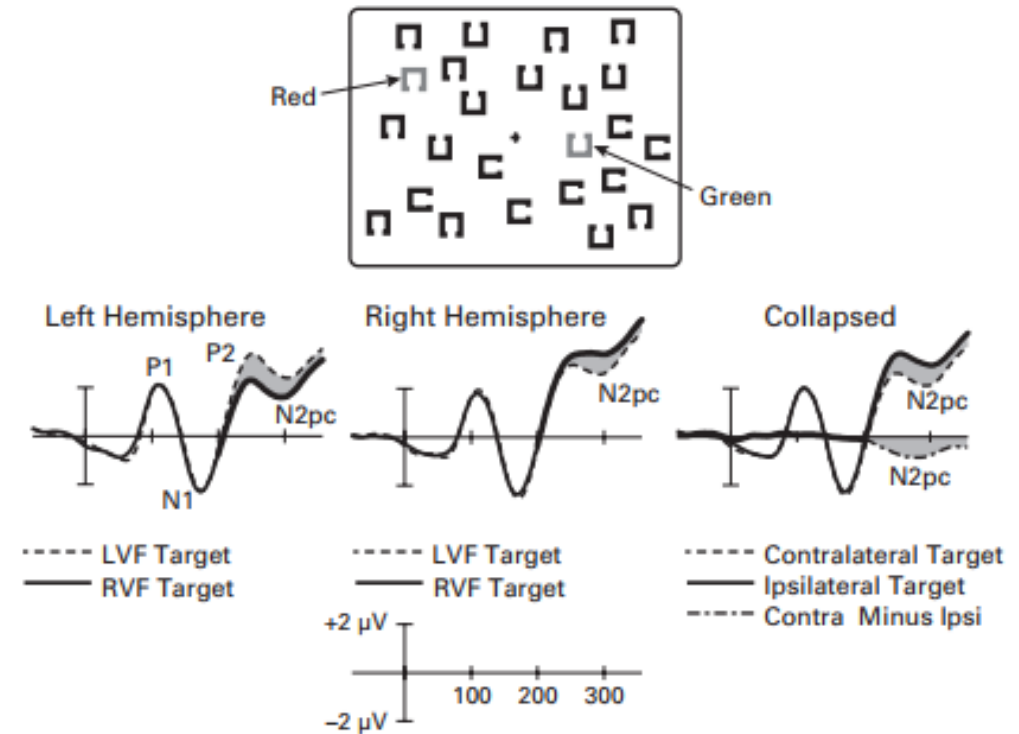 Red
Green
Left Hemisphere
P1
P2
N2pc
N1
LVF Target
RVF Target
Right Hemisphere
N2pc
LVF Target
RVF Target
+2 µV
100 200 300
–2 µV
Collapsed
N2pc
N2pc
Contralateral Target
Ipsilateral Target
Contra Minus Ipsi